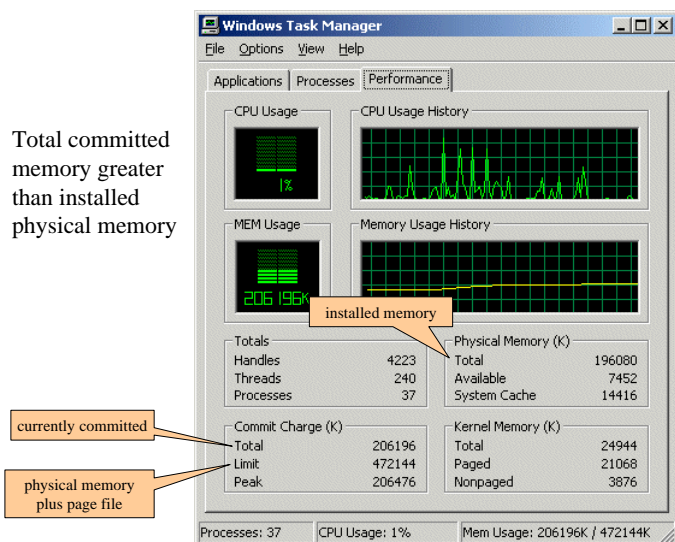 Windows Task Manager
File Options View Help
Applications Processes Performance
Total committed
memory greater
than installed
physical memory
CPU Usage
1%
CPU Usage History
MEM Usage
206196K
Memory Usage History
installed memory
Totals
Handles 4223
Threads 240
Processes 37
Physical Memory (K)
Total 196080
Available 7452
System Cache 14416
currently committed
physical memory
plus page file
Commit Charge (K)
Total 206196
Limit 472144
Peak 206476
Kernel Memory (K)
Total 24944
Paged 21068
Nonpaged 3876
Processes: 37 CPU Usage: 1% Mem Usage: 206196K / 472144K